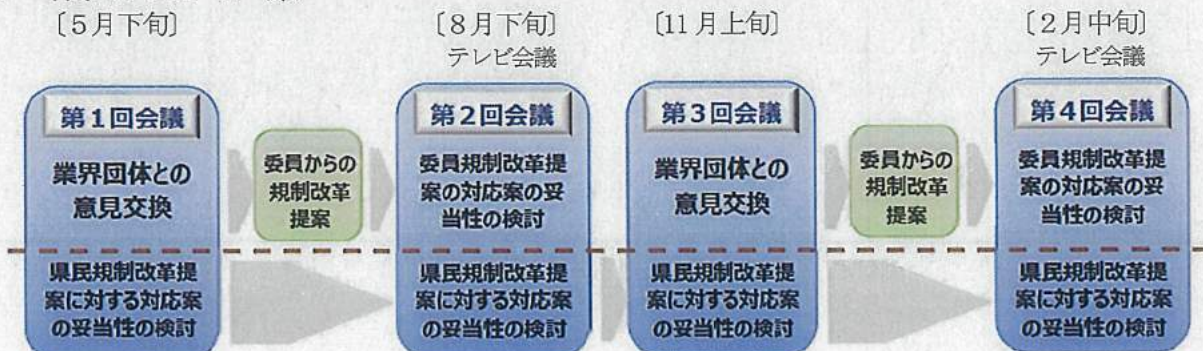 〔5月下旬〕
〔8月下旬〕
テレビ会議
〔11月上旬〕
〔2月中旬〕
テレビ会議
第1回会議
業界団体との
意見交換
委員からの
規制改革
提案
第2回会議
委員規制改革提
案の対応案の妥
当性の検討
第3回会議
業界団体との
意見交換
委員からの
規制改革
提案
第4回会議
委員規制改革提
案の対応案の妥
当性の検討
県民規制改革提
案に対する対応案
の妥当性の検討
県民規制改革提
案に対する対応案
の妥当性の検討
県民規制改革提
案に対する対応案
の妥当性の検討
県民規制改革提
案に対する対応案
の妥当性の検討